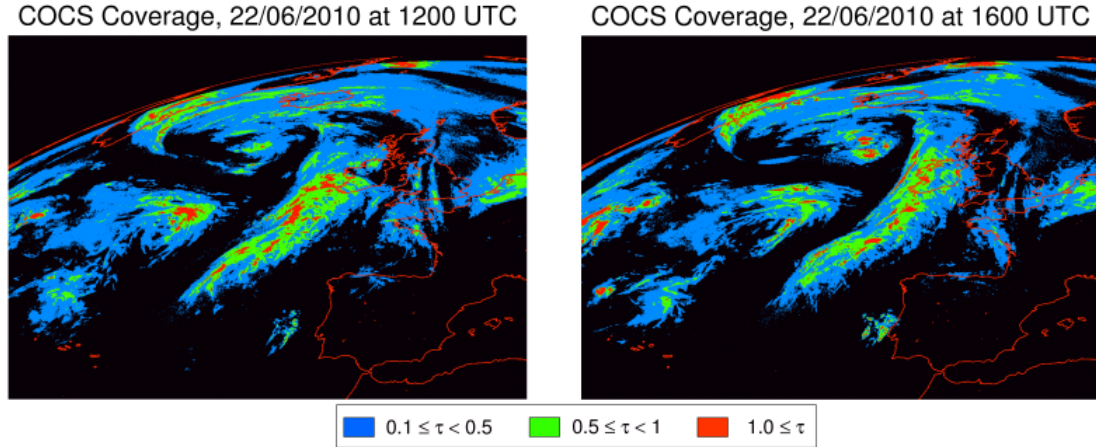 COCS Coverage, 22/06/2010 at 1200 UTC
COCS Coverage, 22/06/2010 at 1600 UTC
0.1 ≤ τ < 0.5
0.5 ≤ τ < 1
1.0 ≤ τ